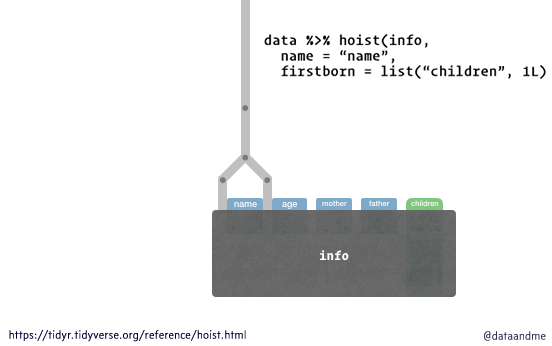 data %>% hoist(info,
name = “name”,
firstborn = list(“children”, 1L)
name age mother father children
info
https://tidyr.tidyverse.org/reference/hoist.html
@dataandme